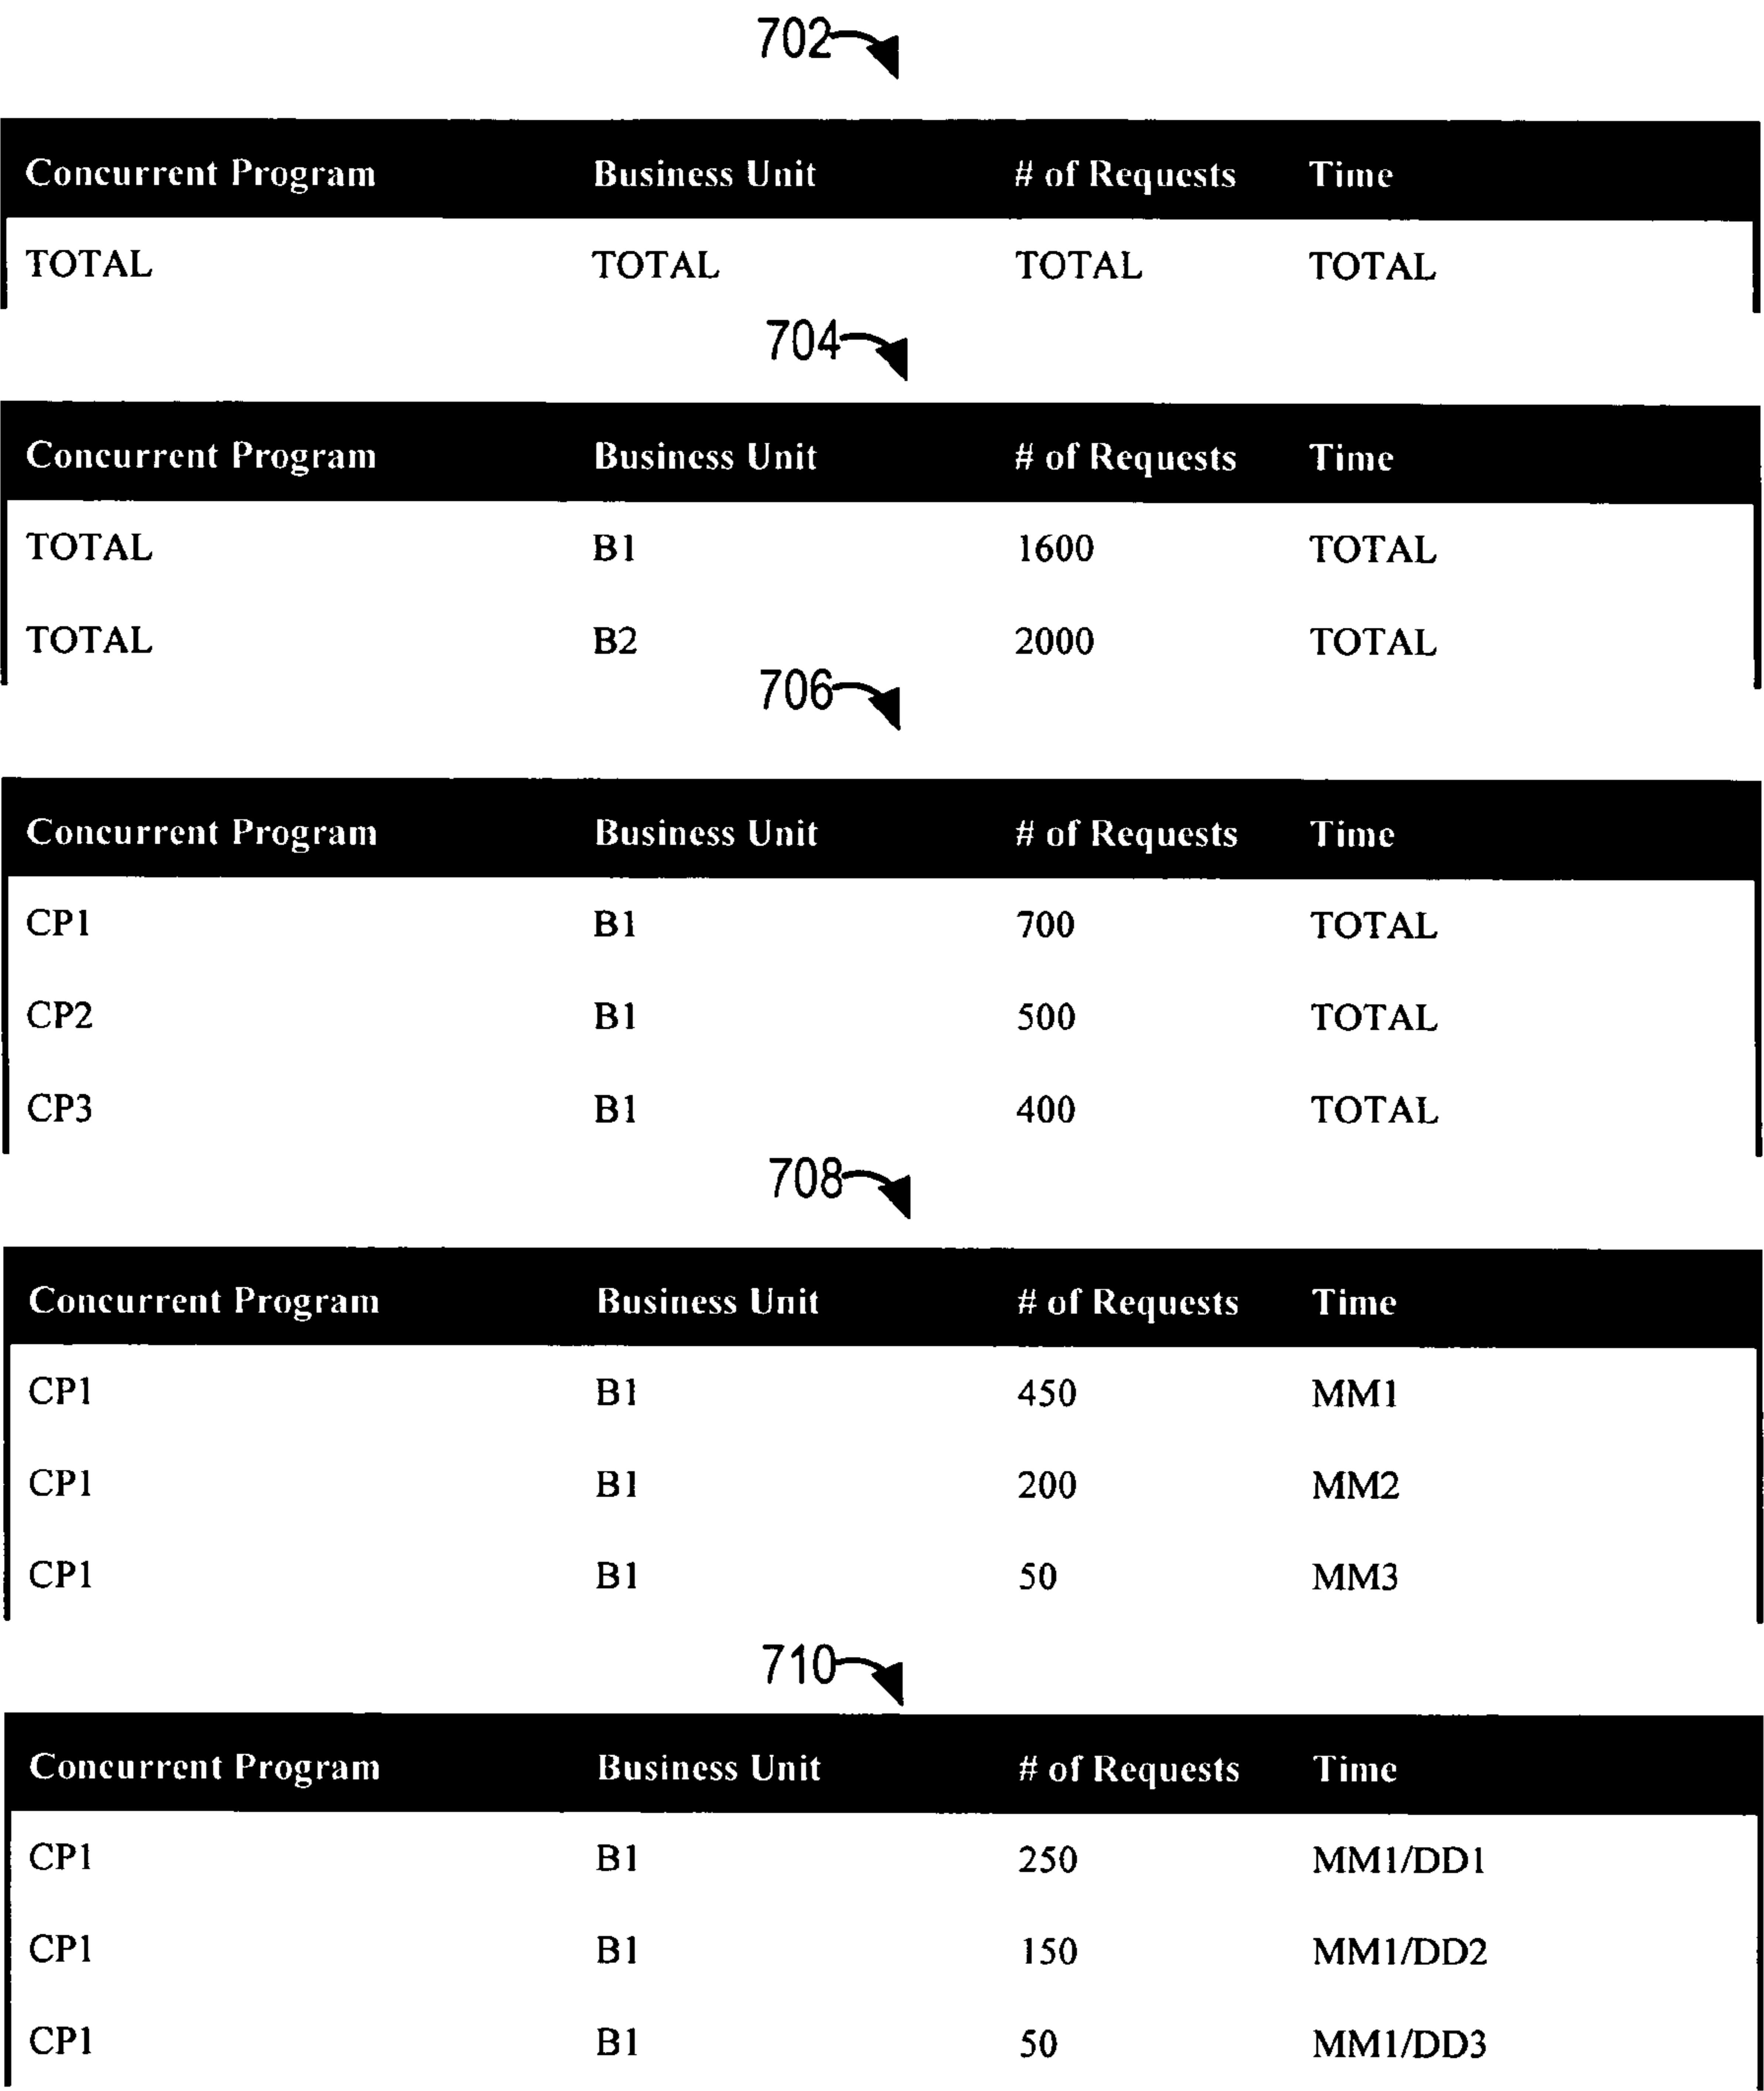 702
Concurrent Program Business Unit # of Requests Time
TOTAL TOTAL TOTAL TOTAL
704
Concurrent Program Business Unit # of Requests Time
TOTAL B1 1600 TOTAL
TOTAL B2 2000 TOTAL
706
Concurrent Program Business Unit # of Requests Time
CP1 B1 700 TOTAL
CP2 B1 500 TOTAL
CP3 B1 400 TOTAL
708
Concurrent Program Business Unit # of Requests Time
CP1 B1 450 MM1
CP1 B1 200 MM2
CP1 B1 50 MM3
710
Concurrent Program Business Unit # of Requests Time
CP1 B1 250 MM1/DD1
CP1 B1 150 MM1/DD2
CP1 B1 50 MM1/DD3